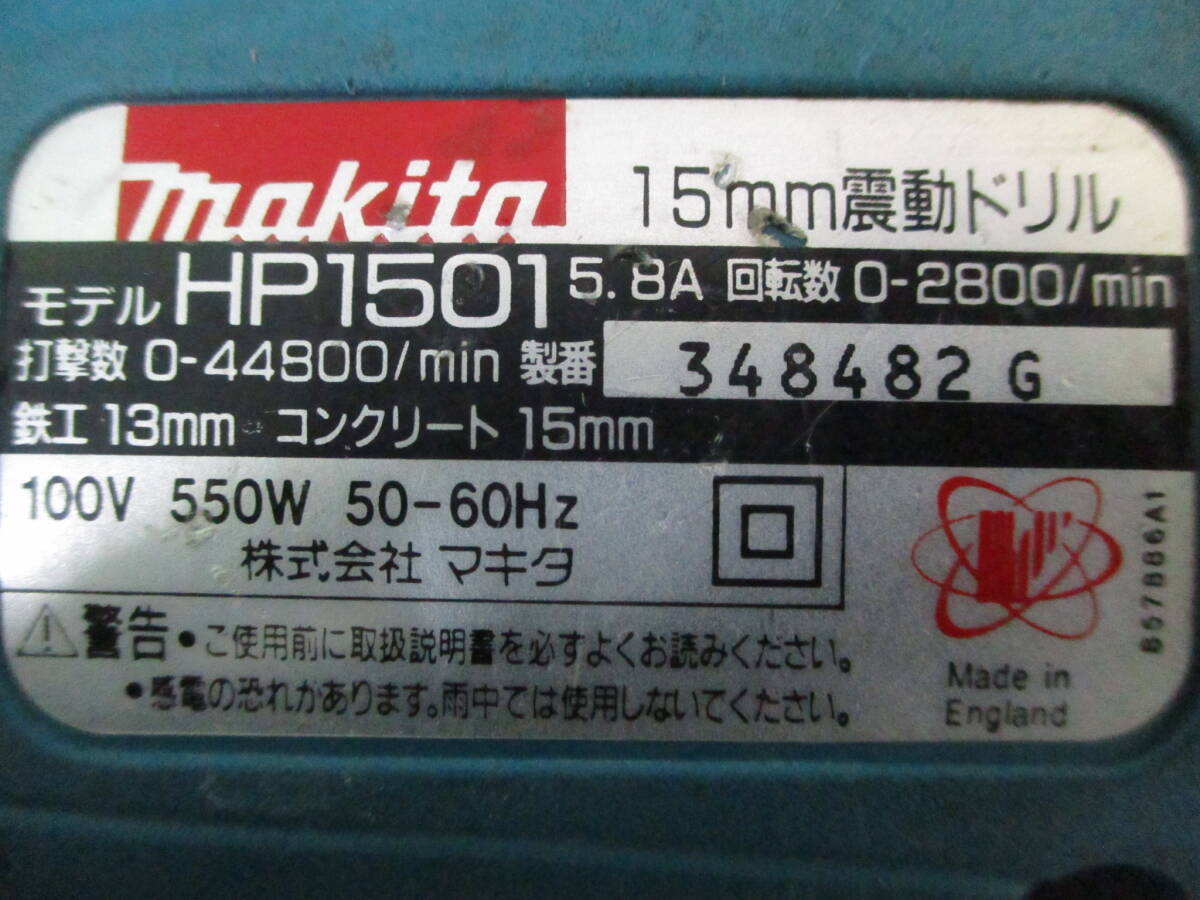 makita 15mm震動ドリル
モデル HP1501 5.8A 回転数 0-2800/min
打撃数 0-44800/min 製番 348482 G
鉄工 13mm コンクリート 15mm
100V 550W 50-60Hz
株式会社 マキタ
警告 •ご使用前に取扱説明書を必ずよくお読みください。
•感電の恐れがあります。雨中では使用しないでください。
Made in
England
857B86A1